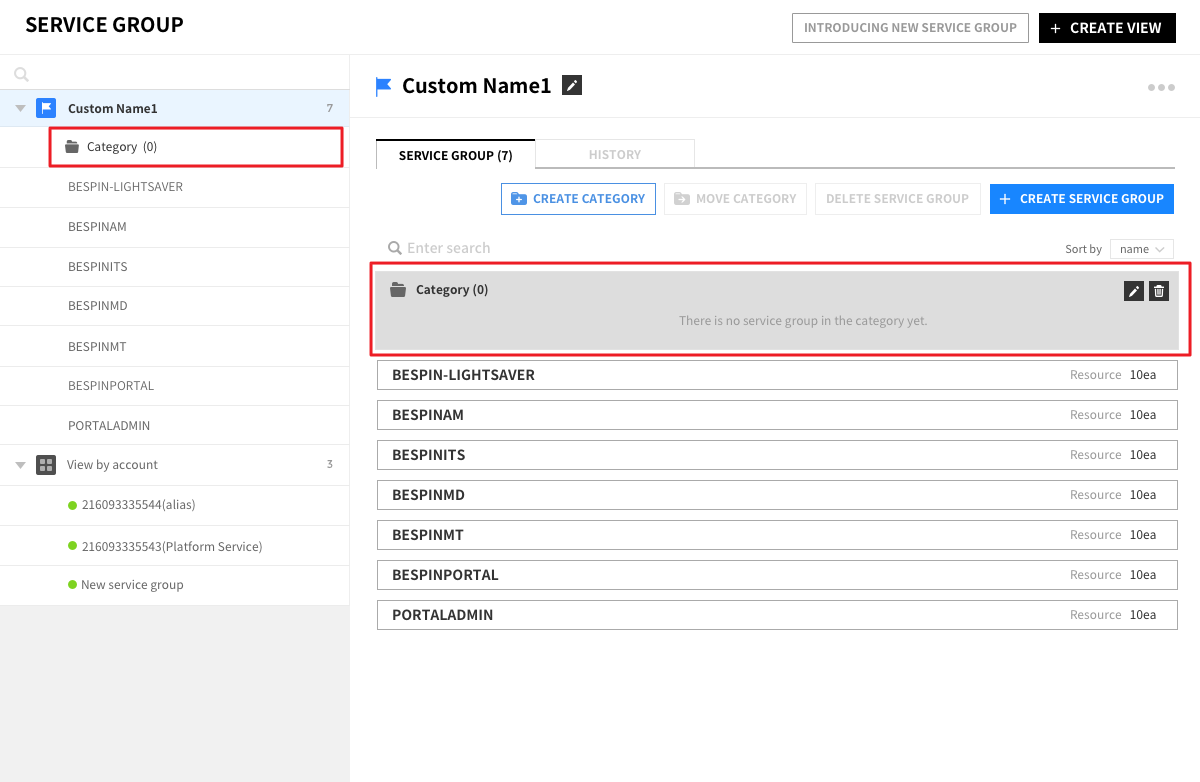 SERVICE GROUP
INTRODUCING NEW SERVICE GROUP
+ CREATE VIEW
Custom Name1 7
Category (0)
BESPIN-LIGHTSAVER
BESPINAM
BESPINITS
BESPINMD
BESPINMT
BESPINPORTAL
PORTALADMIN
View by account 3
216093335544(alias)
216093335543(Platform Service)
New service group
Custom Name1
SERVICE GROUP (7)
HISTORY
CREATE CATEGORY
MOVE CATEGORY
DELETE SERVICE GROUP
+ CREATE SERVICE GROUP
Enter search
Sort by name
Category (0)
There is no service group in the category yet.
BESPIN-LIGHTSAVER Resource 10ea
BESPINAM Resource 10ea
BESPINITS Resource 10ea
BESPINMD Resource 10ea
BESPINMT Resource 10ea
BESPINPORTAL Resource 10ea
PORTALADMIN Resource 10ea